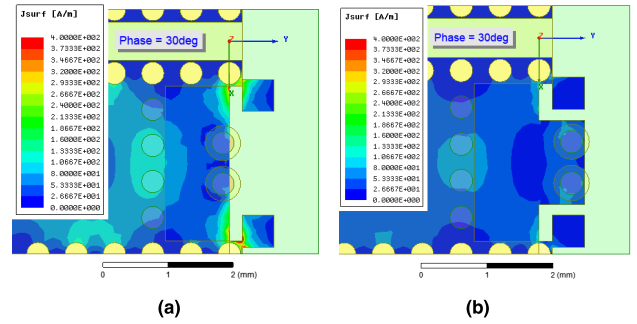 Jsurf [A/m]
4.0000E+002
3.7333E+002
3.4667E+002
3.2000E+002
2.9333E+002
2.6667E+002
2.4000E+002
2.1333E+002
1.8667E+002
1.6000E+002
1.3333E+002
1.0667E+002
8.0000E+001
5.3333E+001
2.6667E+001
0.0000E+000
Phase = 30deg
Z
Y
X
0
1
2 (mm)
(a)
Jsurf [A/m]
4.0000E+002
3.7333E+002
3.4667E+002
3.2000E+002
2.9333E+002
2.6667E+002
2.4000E+002
2.1333E+002
1.8667E+002
1.6000E+002
1.3333E+002
1.0667E+002
8.0000E+001
5.3333E+001
2.6667E+001
0.0000E+000
Phase = 30deg
Z
Y
X
0
1
2 (mm)
(b)